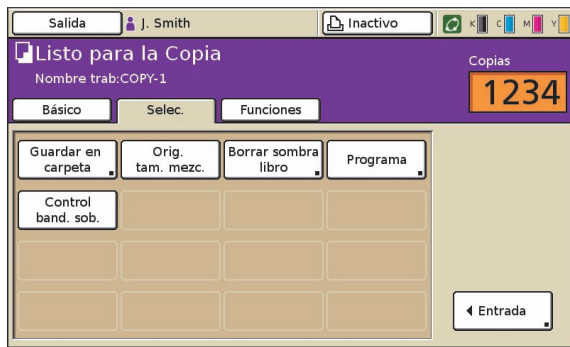 Salida
J. Smith
Inactivo
K
C
M
Y
Listo para la Copia
Nombre trab:COPY-1
Copias
1234
Básico
Selec.
Funciones
Guardar en
carpeta
Orig.
tam. mezc.
Borrar sombra
libro
Programa
Control
band. sob.
Entrada